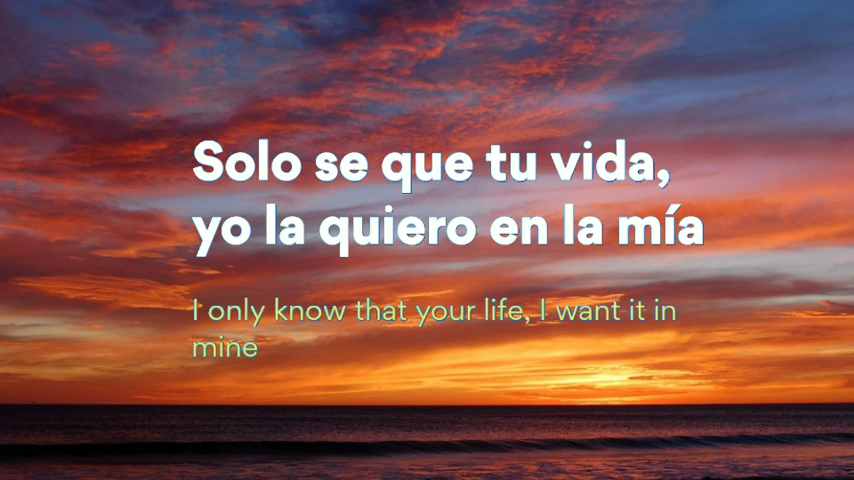 Solo se que tu vida,
yo la quiero en la mía
I only know that your life, I want it in
mine